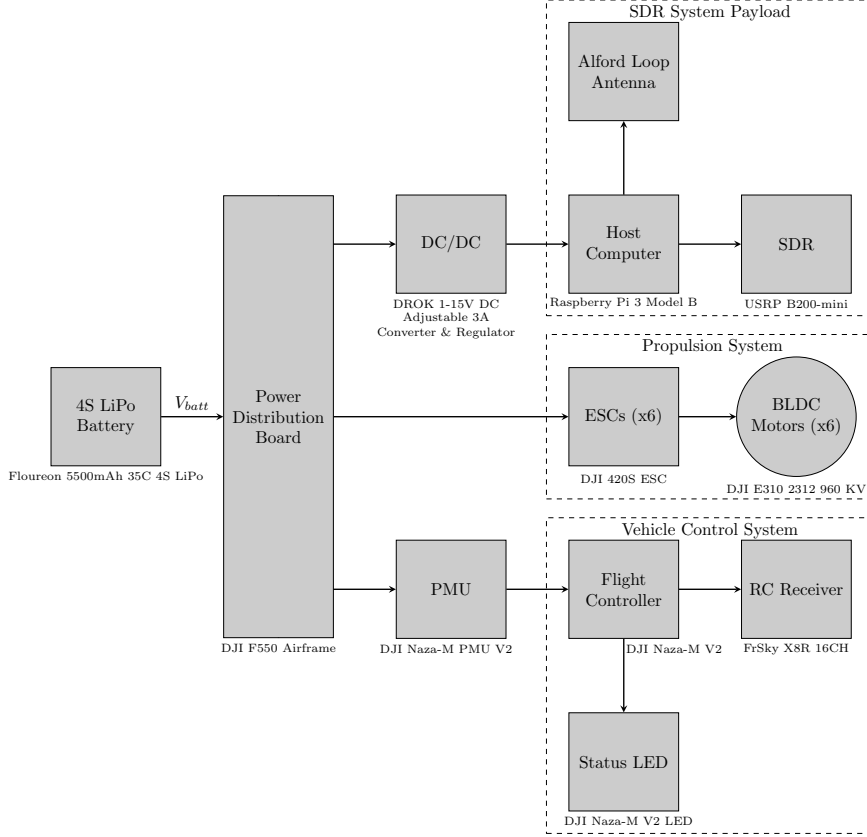 SDR System Payload
Alford Loop
Antenna
DC/DC
DROK 1-15V DC
Adjustable 3A
Converter & Regulator
Host
Computer
Raspberry Pi 3 Model B
SDR
USRP B200-mini
Propulsion System
4S LiPo
Battery
Floureon 5500mAh 35C 4S LiPo
V_batt
Power
Distribution
Board
DJI F550 Airframe
ESCs (x6)
DJI 420S ESC
BLDC
Motors (x6)
DJI E310 2312 960 KV
Vehicle Control System
PMU
DJI Naza-M PMU V2
Flight
Controller
DJI Naza-M V2
RC Receiver
FrSky X8R 16CH
Status LED
DJI Naza-M V2 LED